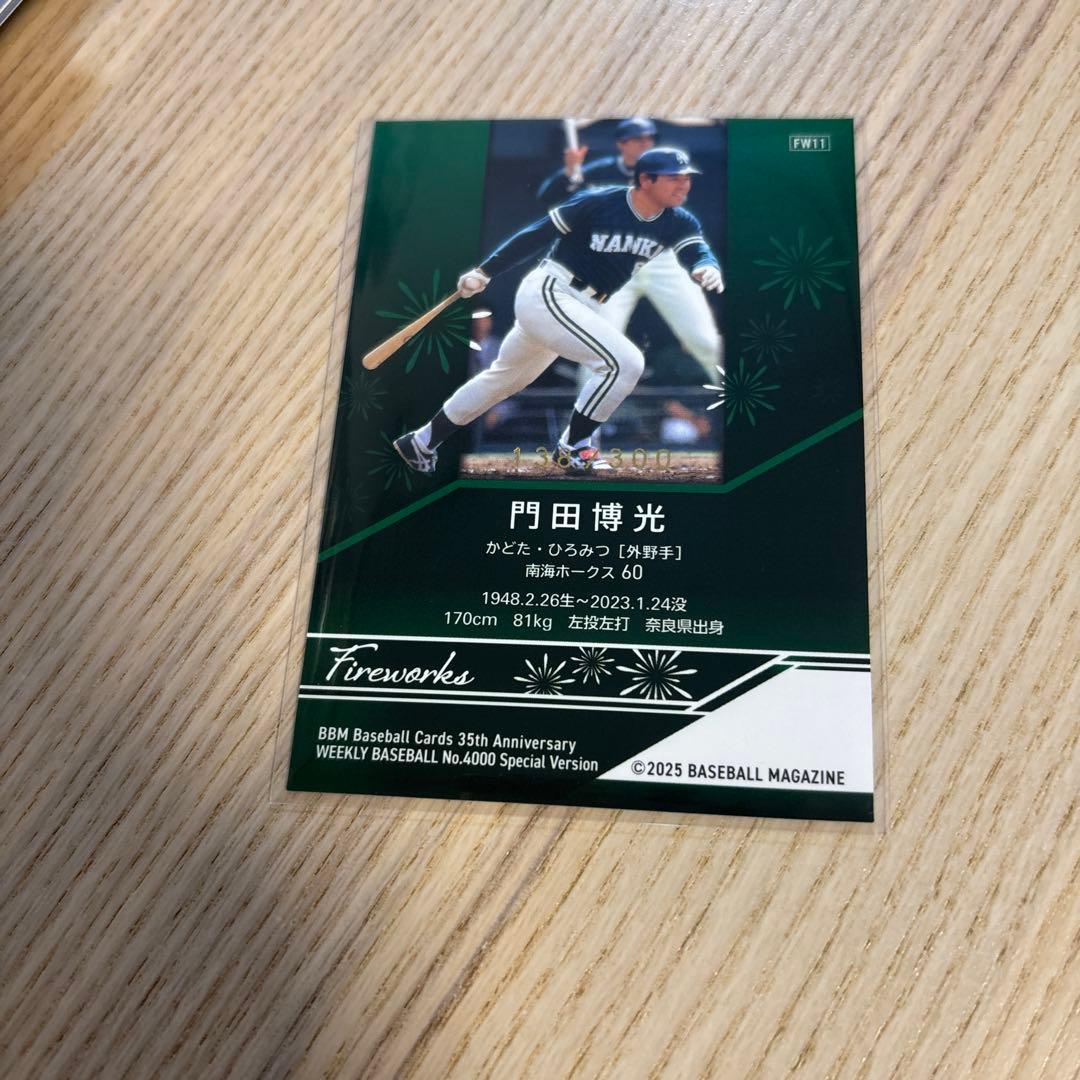 FW11
NANK
138/300
門田博光
かどた・ひろみつ [外野手]
南海ホークス 60
1948.2.26生～2023.1.24没
170cm 81kg 左投左打 奈良県出身
Fireworks
BBM Baseball Cards 35th Anniversary
WEEKLY BASEBALL No.4000 Special Version
©2025 BASEBALL MAGAZINE